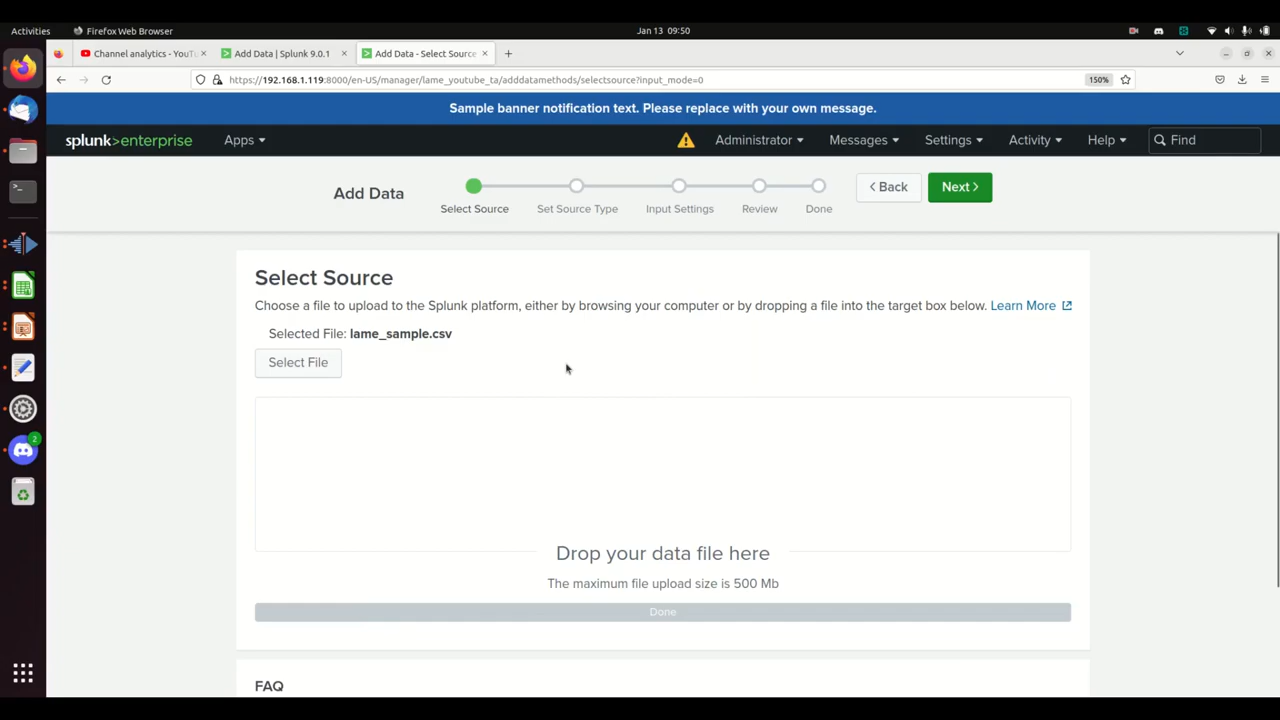 Activities
Firefox Web Browser
Jan 13 09:50
Channel analytics - YouT
Add Data | Splunk 9.0.1
Add Data - Select Source
https://192.168.1.119:8000/en-US/manager/lame_youtube_ta/adddatamethods/selectsource?input_mode=0
150%
Sample banner notification text. Please replace with your own message.
splunk>enterprise
Apps
Administrator
Messages
Settings
Activity
Help
Find
Add Data
Select Source
Set Source Type
Input Settings
Review
Done
Back
Next
Select Source
Choose a file to upload to the Splunk platform, either by browsing your computer or by dropping a file into the target box below. Learn More
Selected File: lame_sample.csv
Select File
Drop your data file here
The maximum file upload size is 500 Mb
Done
FAQ
2